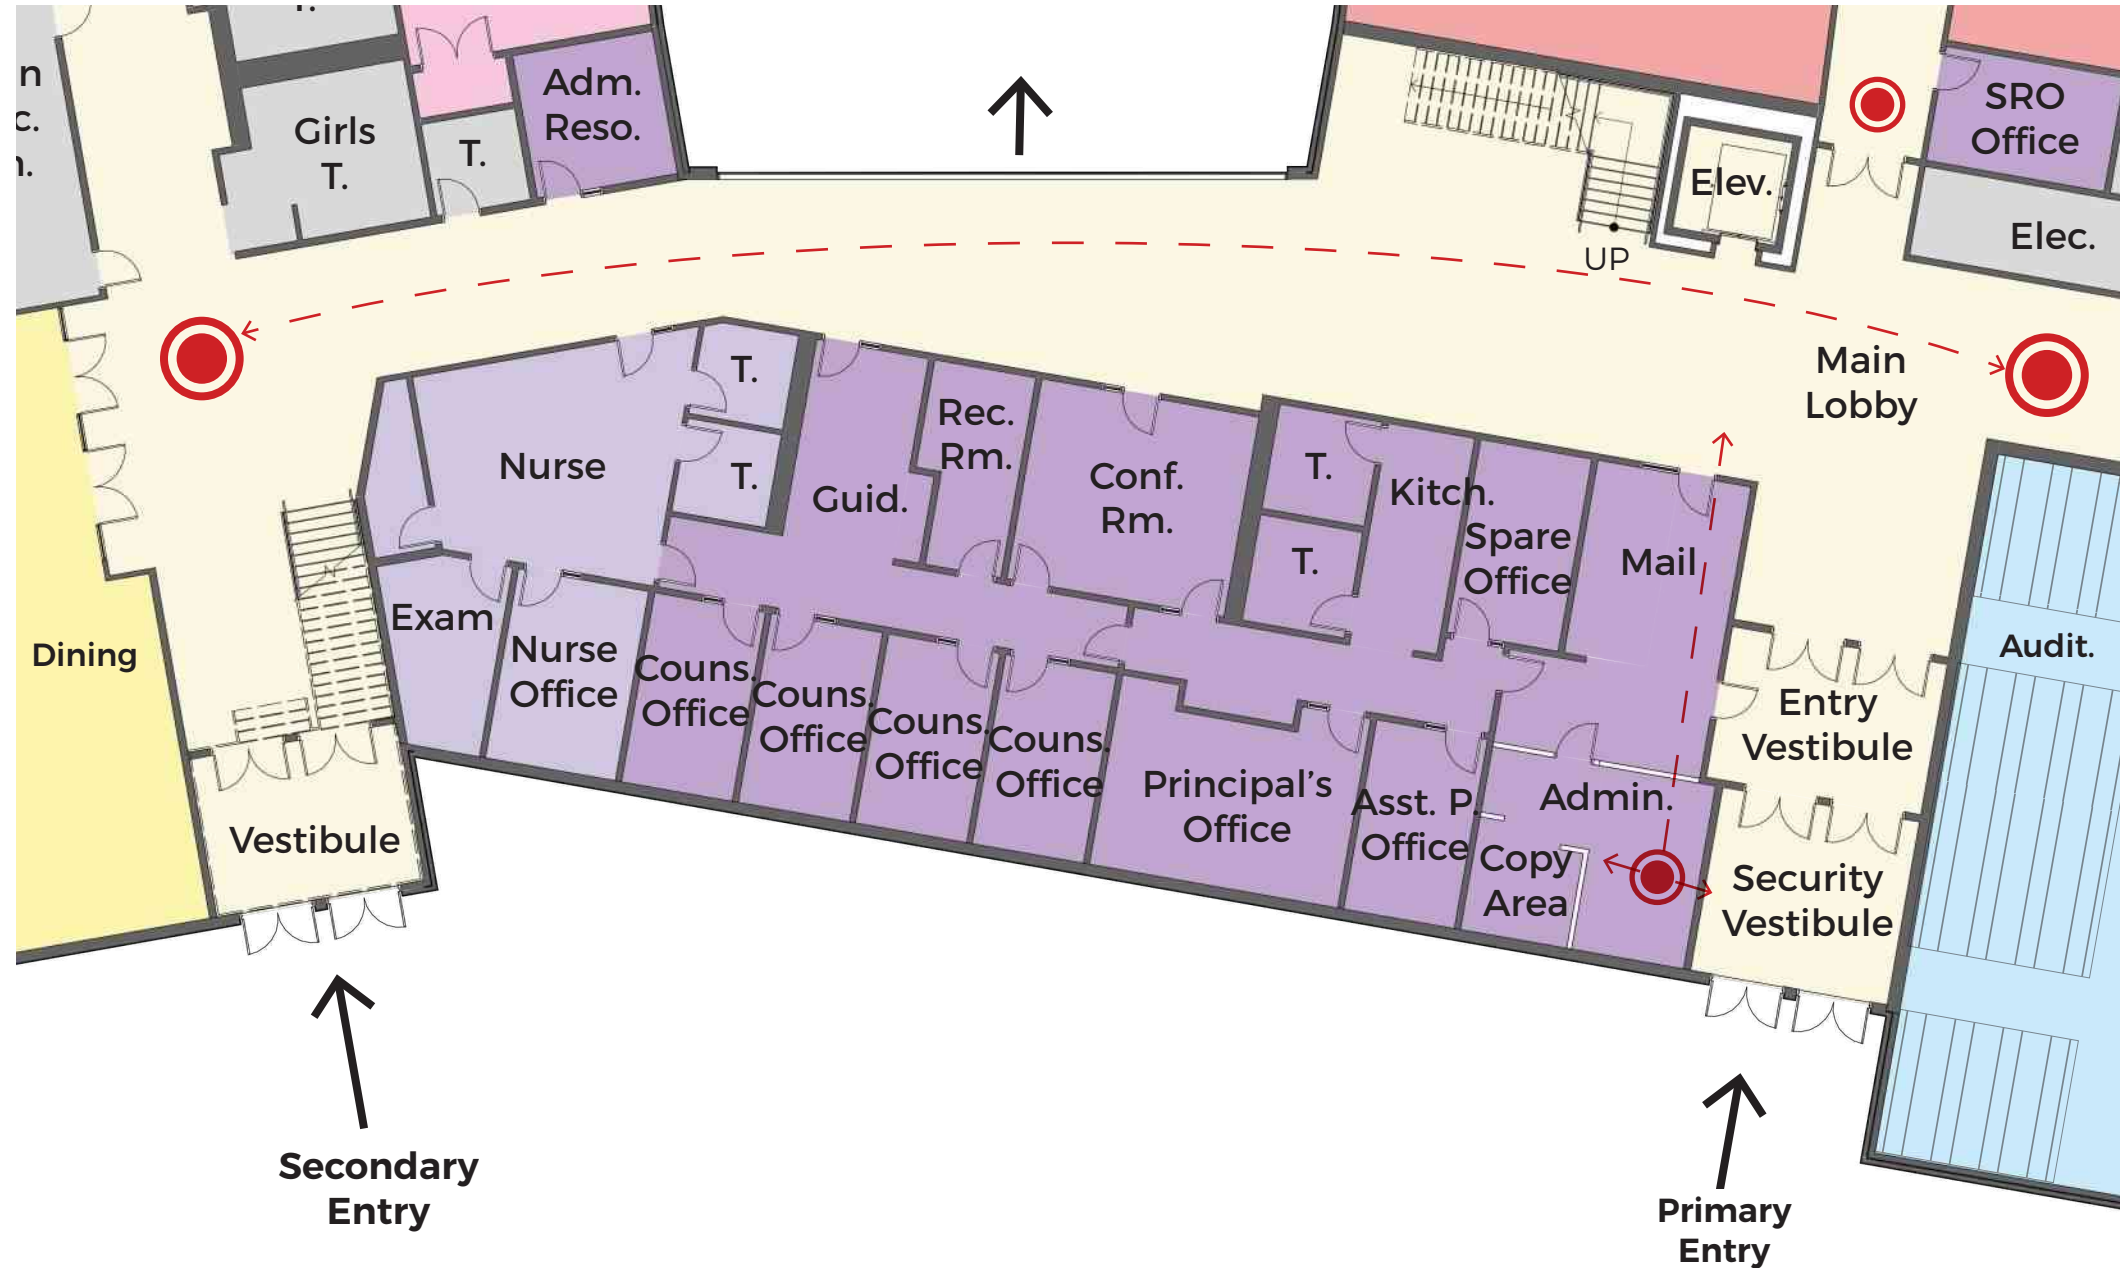 T.
n
c.
Girls
T.
T.
Adm.
Reso.
Elev.
UP
SRO
Office
Elec.
Main
Lobby
Nurse
T.
T.
Guid.
Rec.
Rm.
Conf.
Rm.
T.
T.
Kitch.
Spare
Office
Mail
Audit.
Dining
Exam
Nurse
Office
Couns.
Office
Couns.
Office
Couns.
Office
Couns.
Office
Principal's
Office
Asst. P.
Office
Admin.
Copy
Area
Entry
Vestibule
Security
Vestibule
Vestibule
Secondary
Entry
Primary
Entry